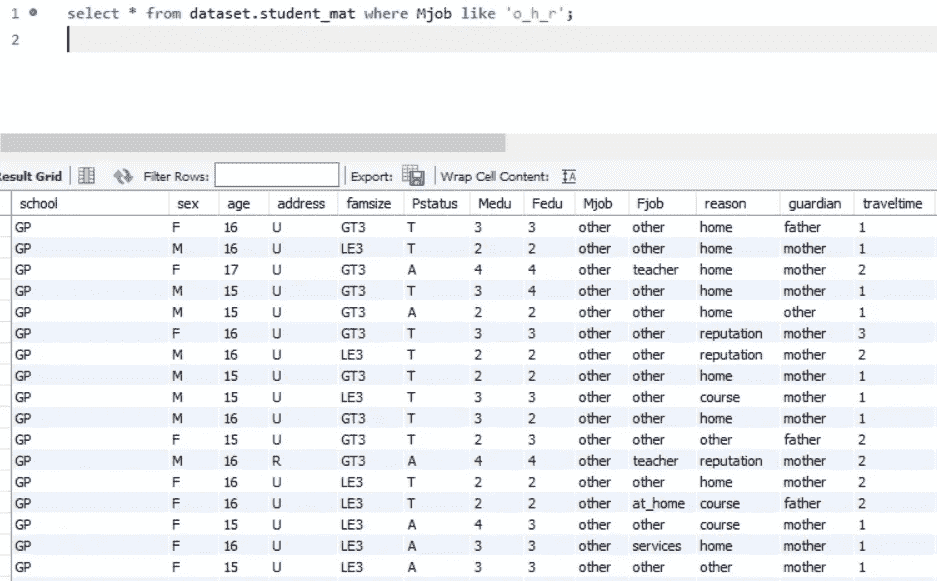 1 select * from dataset.student_mat where Mjob like 'o_h_r';
2
Result Grid Filter Rows: Export: Wrap Cell Content: IA
school sex age address famsize Pstatus Medu Fedu Mjob Fjob reason guardian traveltime
GP F 16 U GT3 T 3 3 other other home father 1
GP M 16 U LE3 T 2 2 other other home mother 1
GP F 17 U GT3 A 4 4 other teacher home mother 2
GP M 15 U GT3 T 3 4 other other home mother 1
GP M 15 U GT3 A 2 2 other other home other 1
GP F 16 U GT3 T 3 3 other other reputation mother 3
GP M 16 U LE3 T 2 2 other other reputation mother 2
GP M 15 U GT3 T 2 2 other other home mother 1
GP M 15 U LE3 T 3 3 other other course mother 1
GP M 16 U GT3 T 3 2 other other home mother 1
GP F 15 U GT3 T 2 3 other other other father 2
GP M 16 R GT3 A 4 4 other teacher reputation mother 2
GP F 16 U LE3 T 2 2 other other home mother 2
GP F 16 U LE3 T 2 2 other at_home course father 2
GP F 15 U LE3 A 4 3 other other course mother 1
GP F 16 U LE3 A 3 3 other services home mother 1
GP F 15 U LE3 A 3 3 other other other mother 1